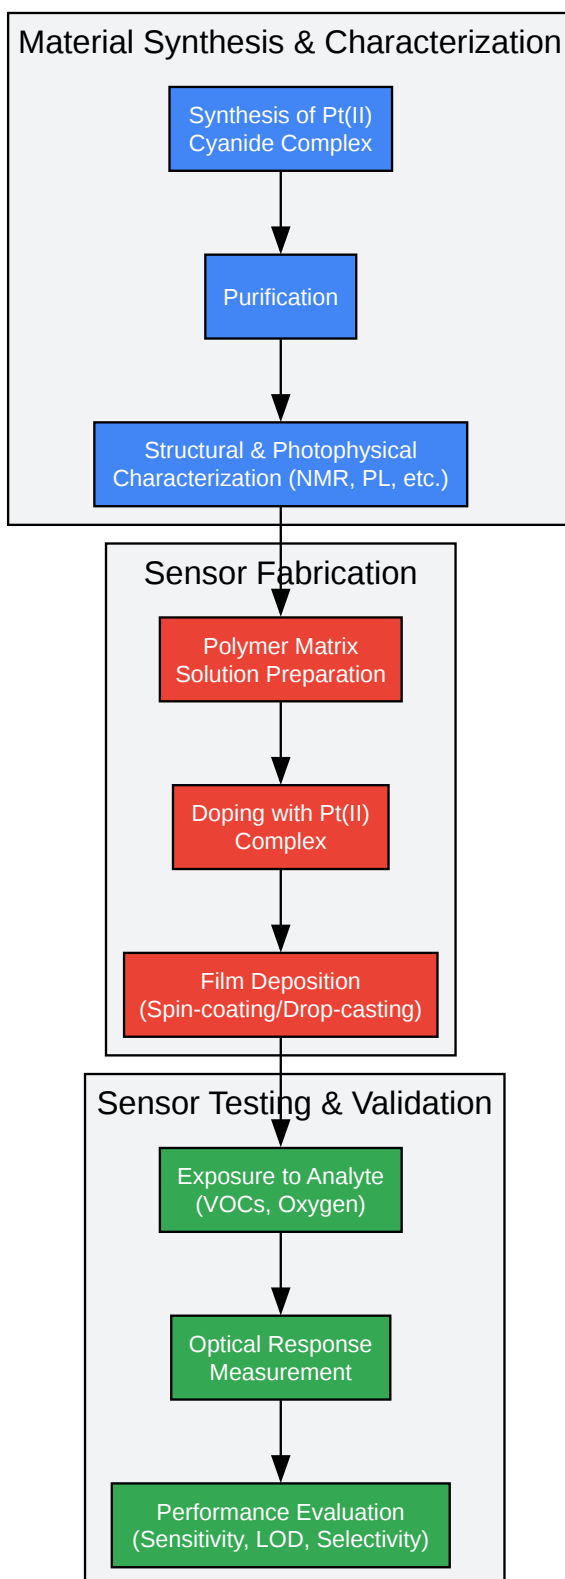 Material Synthesis & Characterization
Synthesis of Pt(II)
Cyanide Complex
Purification
Structural & Photophysical
Characterization (NMR, PL, etc.)
Sensor Fabrication
Polymer Matrix
Solution Preparation
Doping with Pt(II)
Complex
Film Deposition
(Spin-coating/Drop-casting)
Sensor Testing & Validation
Exposure to Analyte
(VOCs, Oxygen)
Optical Response
Measurement
Performance Evaluation
(Sensitivity, LOD, Selectivity)